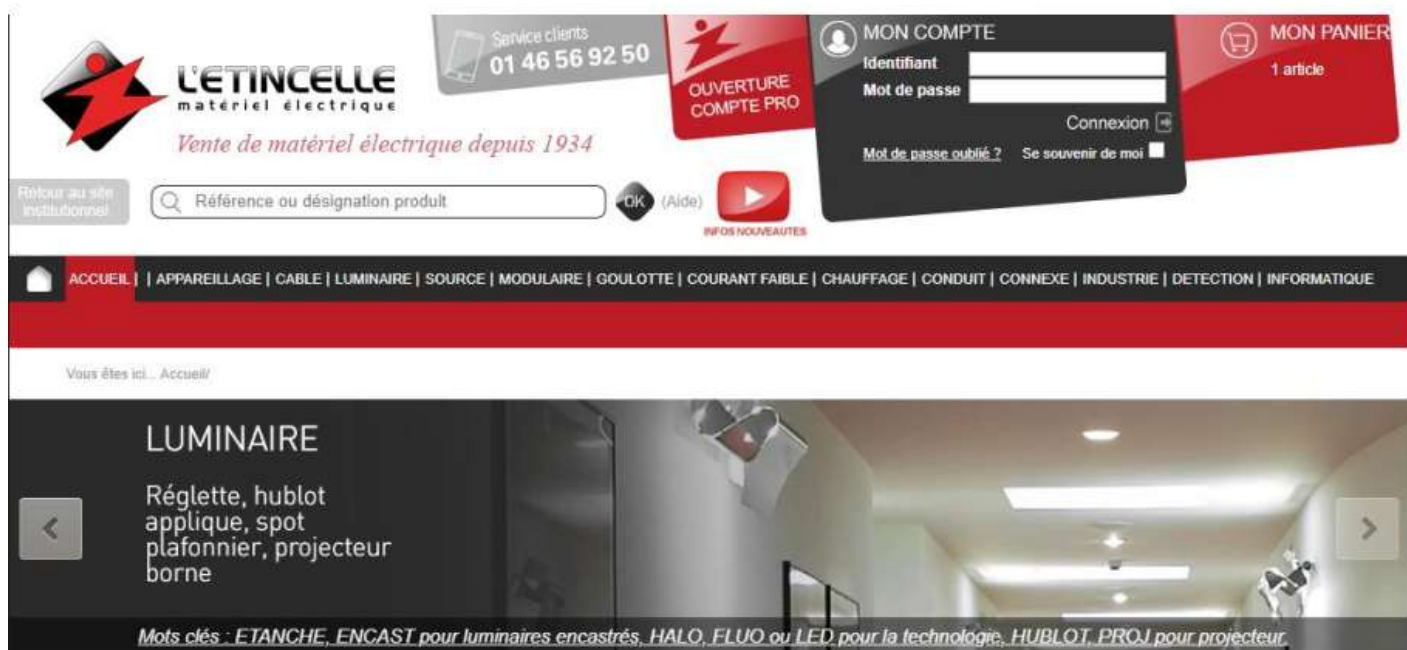 L'ETINCELLE
matériel électrique
Vente de matériel électrique depuis 1934
Service clients
01 46 56 92 50
OUVERTURE
COMPTE PRO
MON COMPTE
Identifiant
Mot de passe
Connexion
Mot de passe oublié ? Se souvenir de moi
MON PANIER
1 article
Retour au site
institutionnel
Référence ou désignation produit
OK (Aide)
INFOS NOUVEAUTES
ACCUEIL | | APPAREILLAGE | CABLE | LUMINAIRE | SOURCE | MODULAIRE | GOULOTTE | COURANT FAIBLE | CHAUFFAGE | CONDUIT | CONNEXE | INDUSTRIE | DETECTION | INFORMATIQUE
Vous êtes ici... Accueil/
LUMINAIRE
Réglette, hublot
applique, spot
plafonnier, projecteur
borne
Mots clés : ETANCHE, ENCAST pour luminaires encastrés, HALO, FLUO ou LED pour la technologie, HUBLOT, PROJ pour projecteur.